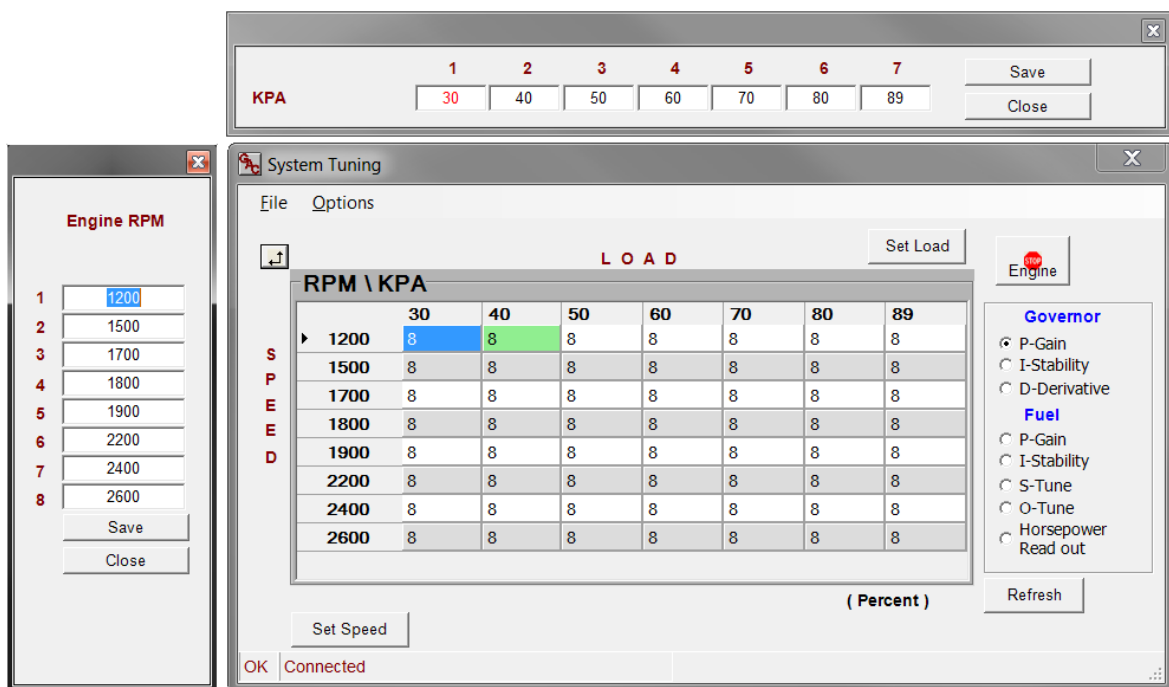 1 2 3 4 5 6 7
KPA 30 40 50 60 70 80 89
Save
Close
Engine RPM
1 1200
2 1500
3 1700
4 1800
5 1900
6 2200
7 2400
8 2600
Save
Close
GAC System Tuning
File Options
LOAD
Set Load
STOP
Engine
RPM \ KPA
30 40 50 60 70 80 89
SPEED
1200 8 8 8 8 8 8 8
1500 8 8 8 8 8 8 8
1700 8 8 8 8 8 8 8
1800 8 8 8 8 8 8 8
1900 8 8 8 8 8 8 8
2200 8 8 8 8 8 8 8
2400 8 8 8 8 8 8 8
2600 8 8 8 8 8 8 8
( Percent )
Set Speed
Governor
P-Gain
I-Stability
D-Derivative
Fuel
P-Gain
I-Stability
S-Tune
O-Tune
Horsepower
Read out
Refresh
OK Connected